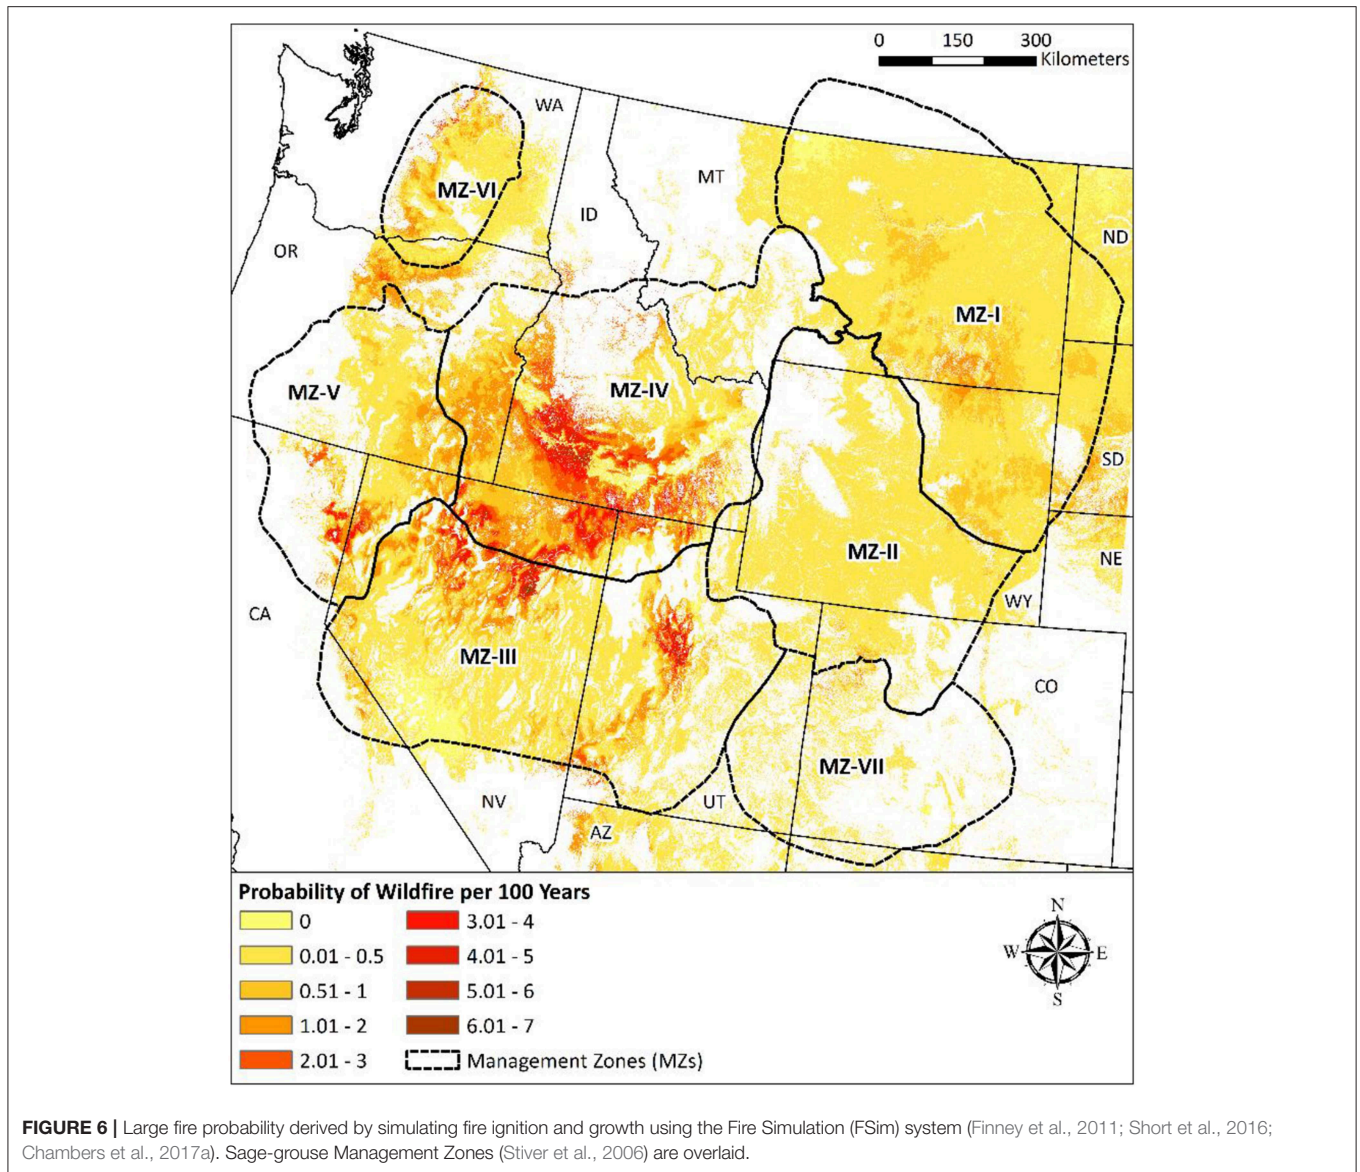 0 150 300
Kilometers
WA
MZ-VI
MT
ID
OR
ND
MZ-I
MZ-V
MZ-IV
SD
MZ-II
NE
WY
CA
MZ-III
CO
MZ-VII
NV
UT
AZ
Probability of Wildfire per 100 Years
0
0.01 - 0.5
0.51 - 1
1.01 - 2
2.01 - 3
3.01 - 4
4.01 - 5
5.01 - 6
6.01 - 7
Management Zones (MZs)
N
W E
S
FIGURE 6 | Large fire probability derived by simulating fire ignition and growth using the Fire Simulation (FSim) system (Finney et al., 2011; Short et al., 2016;
Chambers et al., 2017a). Sage-grouse Management Zones (Stiver et al., 2006) are overlaid.